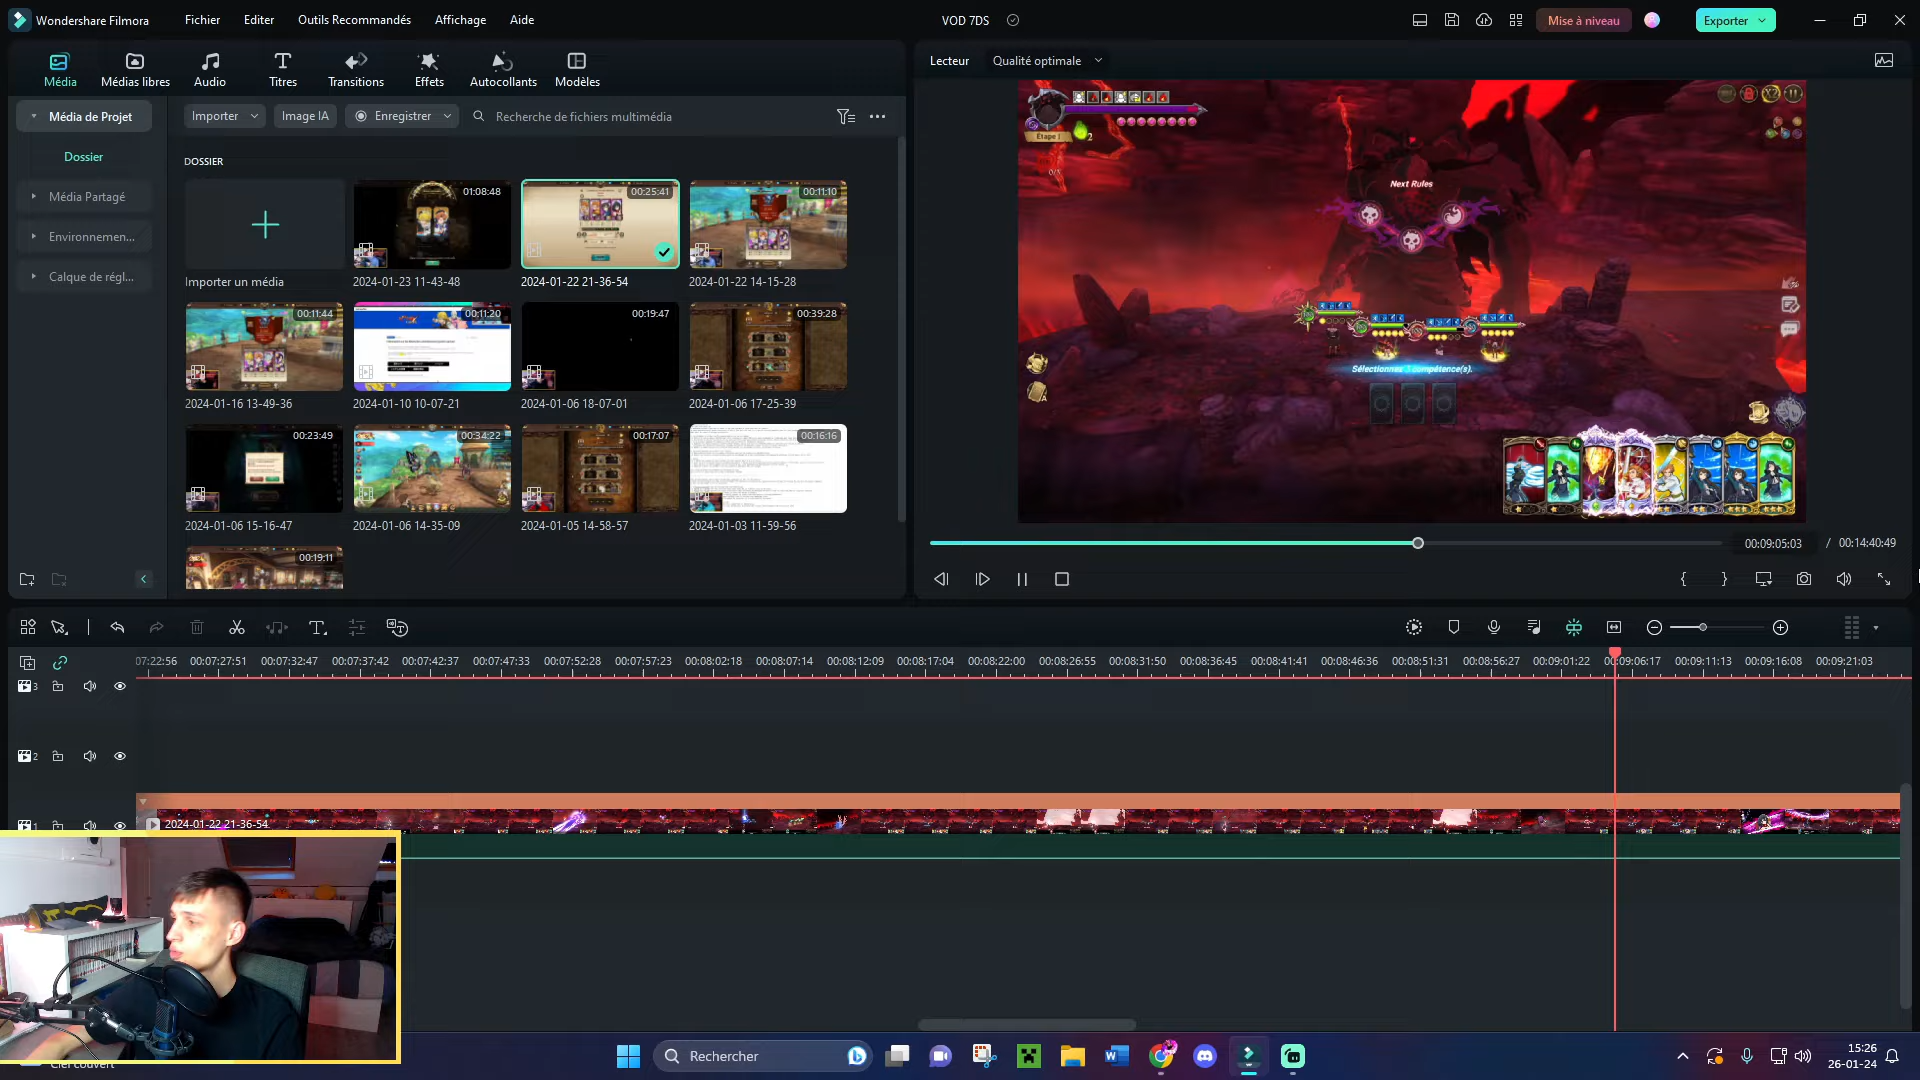 Wondershare Filmora
Fichier
Editer
Outils Recommandés
Affichage
Aide
VOD 7DS
Mise à niveau
Exporter
Média
Médias libres
Audio
Titres
Transitions
Effets
Autocollants
Modèles
Lecteur
Qualité optimale
Média de Projet
Dossier
Média Partagé
Environnemen...
Calque de régl...
Importer
Image IA
Enregistrer
Recherche de fichiers multimédia
DOSSIER
Importer un média
01:08:48
2024-01-23 11-43-48
00:25:41
2024-01-22 21-36-54
00:11:10
2024-01-22 14-15-28
00:11:44
2024-01-16 13-49-36
00:11:20
2024-01-10 10-07-21
00:19:47
2024-01-06 18-07-01
00:39:28
2024-01-06 17-25-39
00:23:49
2024-01-06 15-16-47
00:34:22
2024-01-06 14-35-09
00:17:07
2024-01-05 14-58-57
00:16:16
2024-01-03 11-59-56
00:19:11
Etape 1
2
0/1
X2
Next Rules
Sélectionnez 3 compétence(s).
00:09:05:03 / 00:14:40:49
07:22:56 00:07:27:51 00:07:32:47 00:07:37:42 00:07:42:37 00:07:47:33 00:07:52:28 00:07:57:23 00:08:02:18 00:08:07:14 00:08:12:09 00:08:17:04 00:08:22:00 00:08:26:55 00:08:31:50 00:08:36:45 00:08:41:41 00:08:46:36 00:08:51:31 00:08:56:27 00:09:01:22 00:09:06:17 00:09:11:13 00:09:16:08 00:09:21:03
3
2
1
2024-01-22 21-36-54
Ciel couvert
Rechercher
15:26
26-01-24